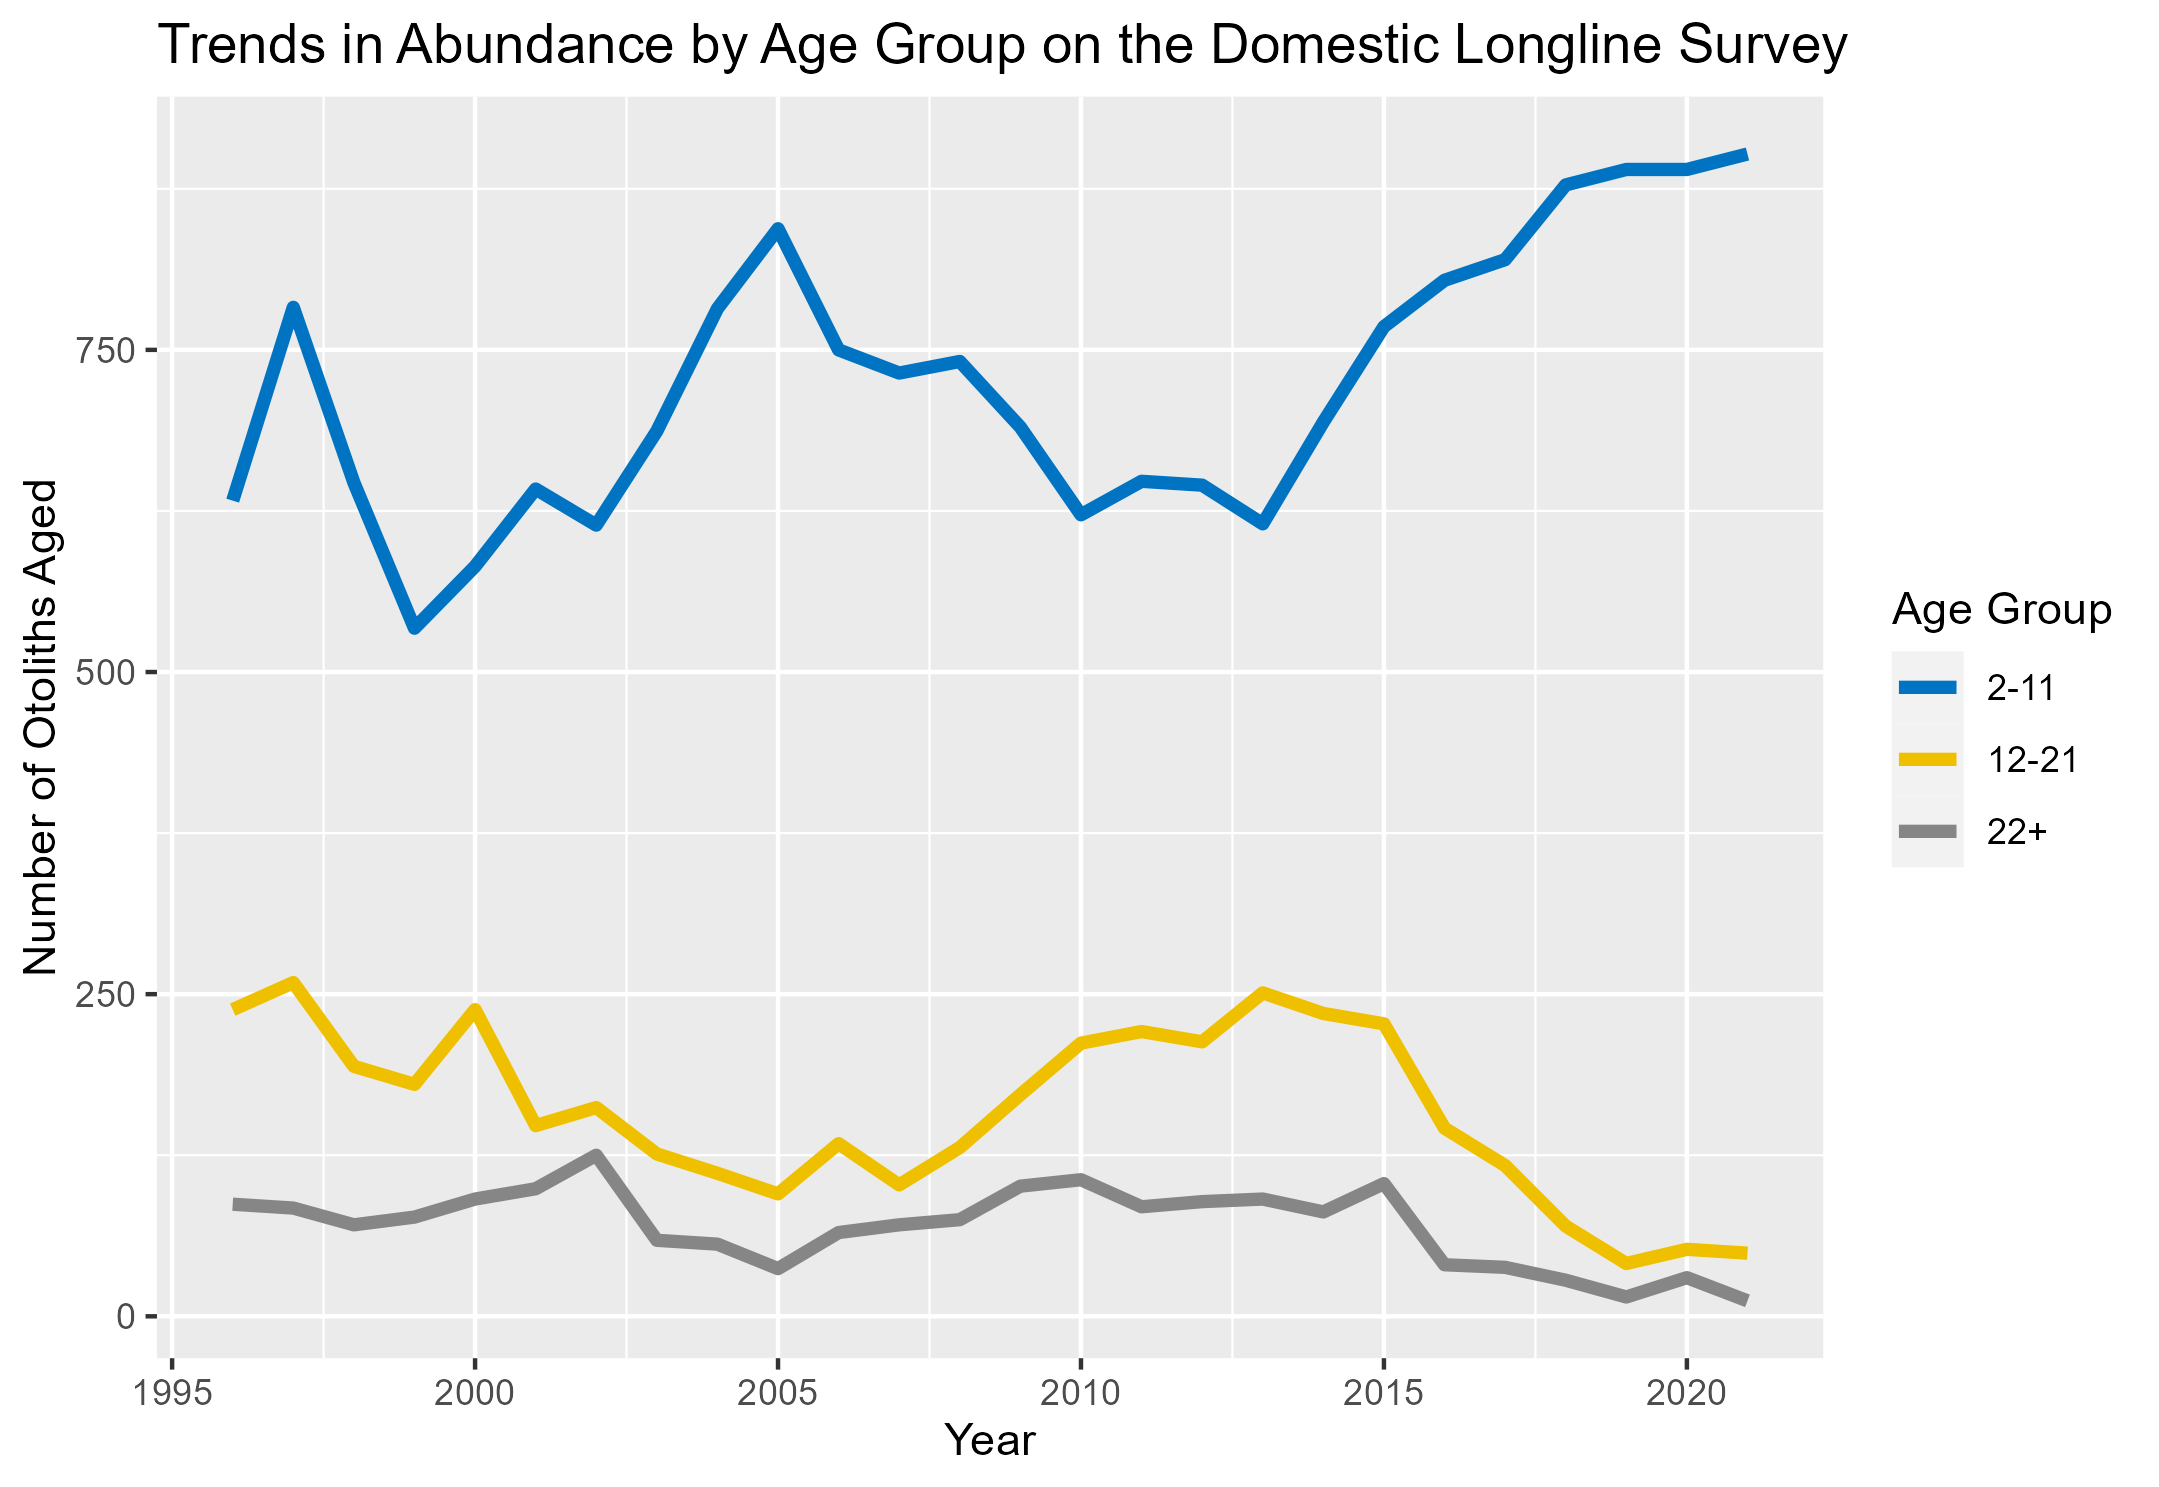 Trends in Abundance by Age Group on the Domestic Longline Survey
Number of Otoliths Aged
750
500
250
0
1995 2000 2005 2010 2015 2020
Year
Age Group
2-11
12-21
22+